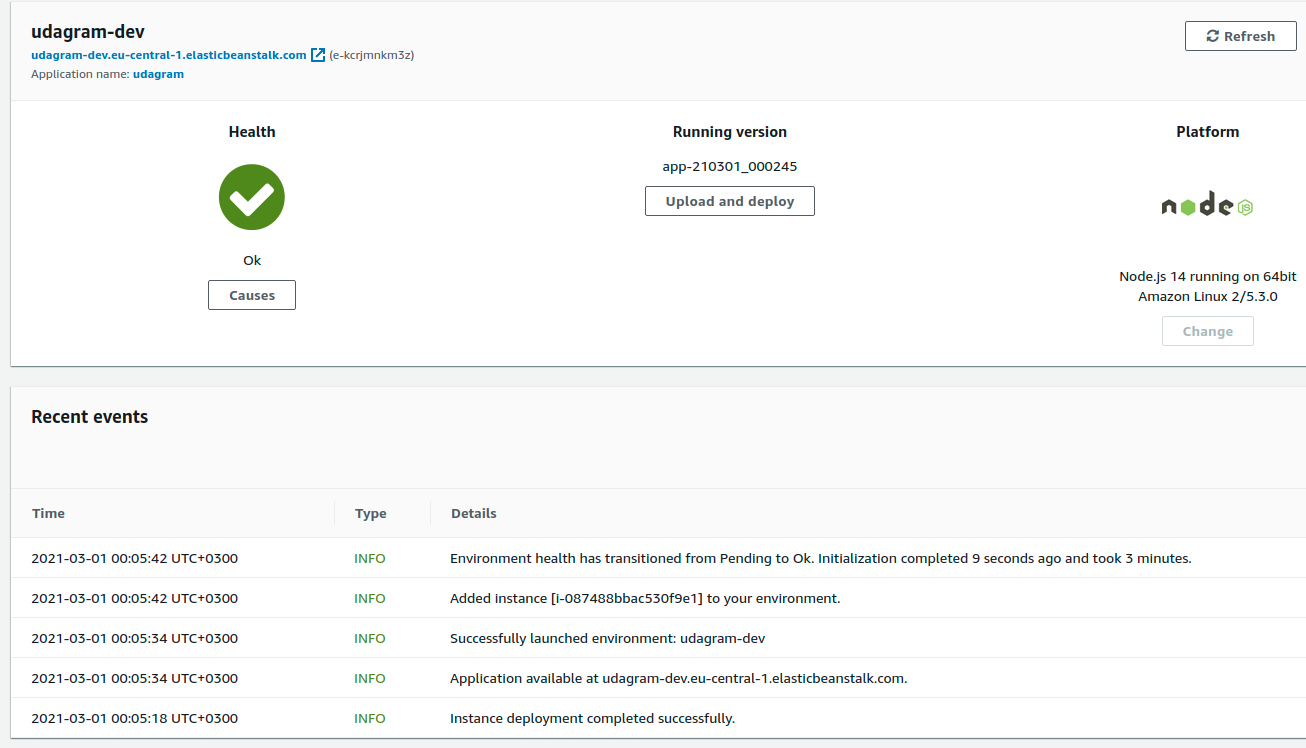 udagram-dev
Refresh
udagram-dev.eu-central-1.elasticbeanstalk.com (e-kcrjmnkm3z)
Application name: udagram
Health
Running version
Platform
app-210301_000245
Upload and deploy
node JS
Ok
Causes
Node.js 14 running on 64bit
Amazon Linux 2/5.3.0
Change
Recent events
Time Type Details
2021-03-01 00:05:42 UTC+0300 INFO Environment health has transitioned from Pending to Ok. Initialization completed 9 seconds ago and took 3 minutes.
2021-03-01 00:05:42 UTC+0300 INFO Added instance [i-087488bbac530f9e1] to your environment.
2021-03-01 00:05:34 UTC+0300 INFO Successfully launched environment: udagram-dev
2021-03-01 00:05:34 UTC+0300 INFO Application available at udagram-dev.eu-central-1.elasticbeanstalk.com.
2021-03-01 00:05:18 UTC+0300 INFO Instance deployment completed successfully.